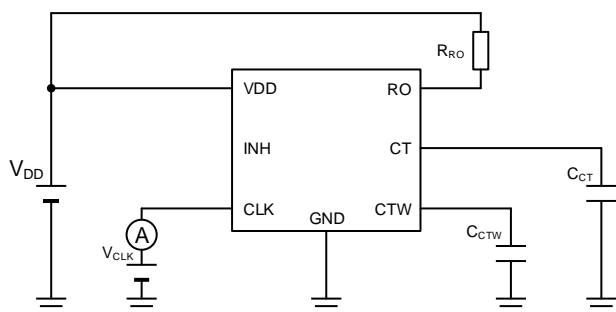 R_RO
VDD
RO
INH
CT
V_DD
C_CT
CLK
GND
CTW
A
V_CLK
C_CTW